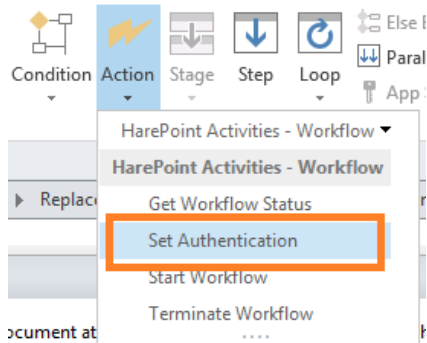 Else
Condition Action Stage Step Loop
Paral
App
HarePoint Activities - Workflow
HarePoint Activities - Workflow
Replac
Get Workflow Status
Set Authentication
Start Workflow
Terminate Workflow
ocument at